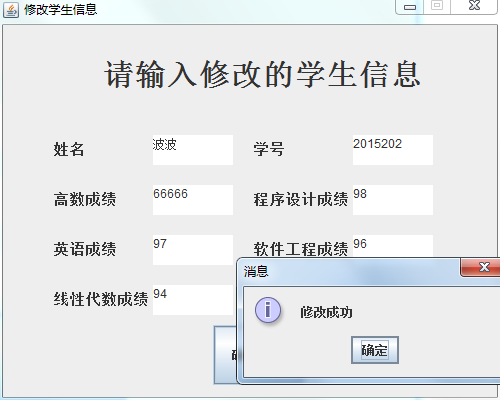 修改学生信息
请输入修改的学生信息
姓名 波波 学号 2015202
高数成绩 66666 程序设计成绩 98
英语成绩 97 软件工程成绩 96
消息
线性代数成绩 94
修改成功
确定